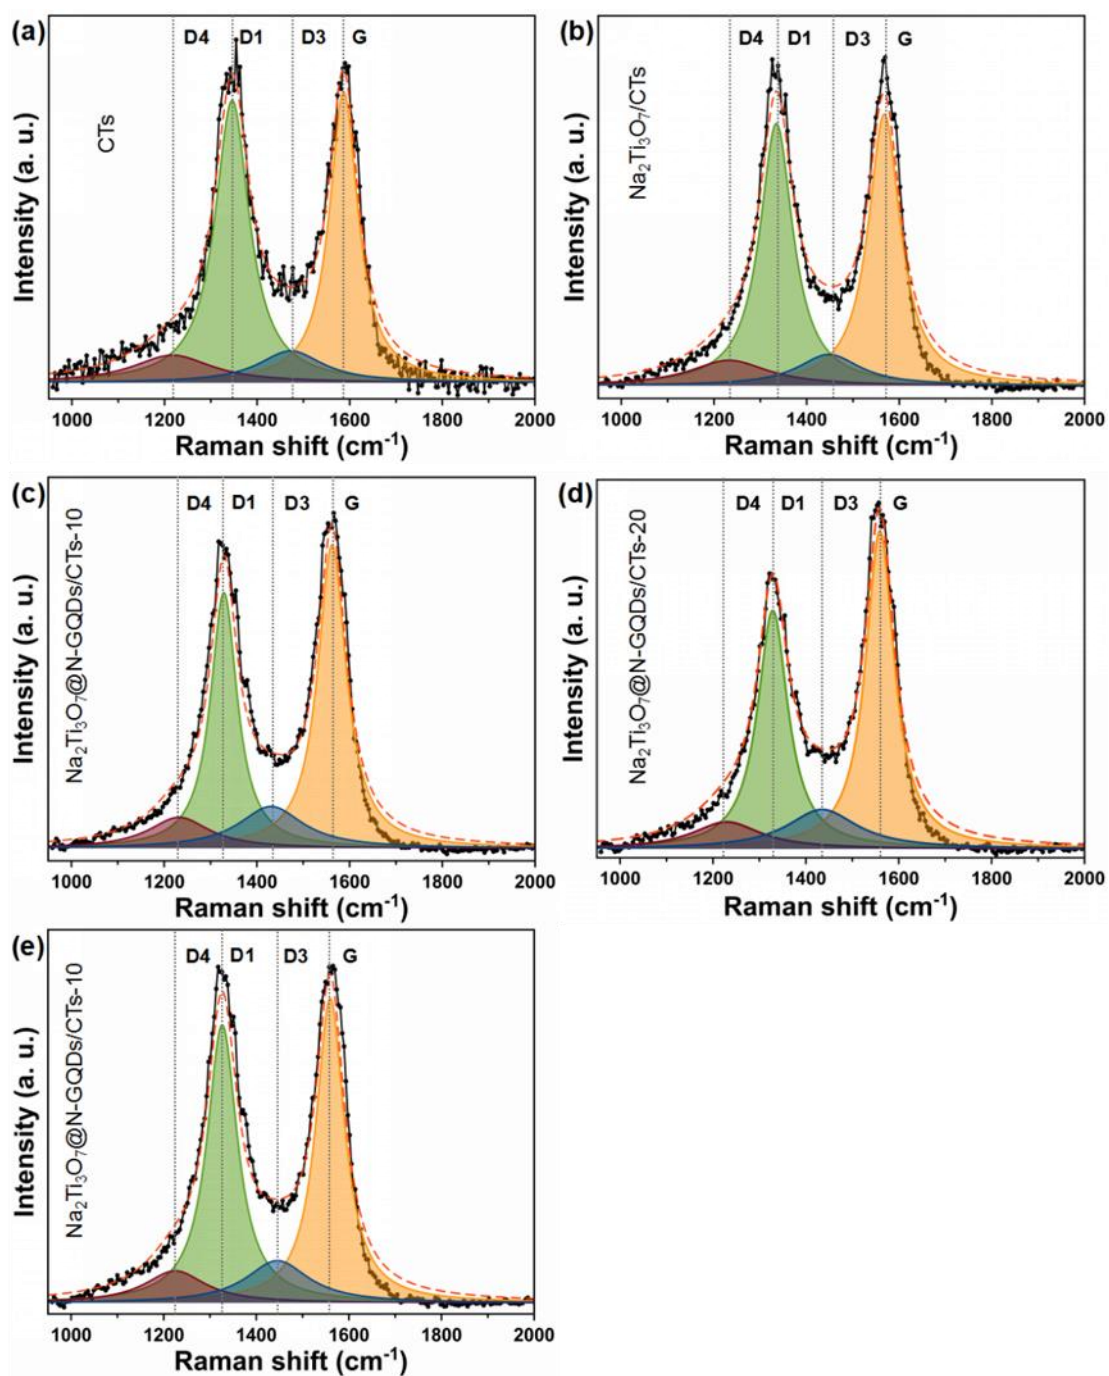 (a) D4 D1 D3 G
CTs
Intensity (a. u.)
1000 1200 1400 1600 1800 2000
Raman shift (cm⁻¹)
(b) D4 D1 D3 G
Na₂Ti₃O₇/CTs
Intensity (a. u.)
1000 1200 1400 1600 1800 2000
Raman shift (cm⁻¹)
(c) D4 D1 D3 G
Na₂Ti₃O₇@N-GQDs/CTs-10
Intensity (a. u.)
1000 1200 1400 1600 1800 2000
Raman shift (cm⁻¹)
(d) D4 D1 D3 G
Na₂Ti₃O₇@N-GQDs/CTs-20
Intensity (a. u.)
1000 1200 1400 1600 1800 2000
Raman shift (cm⁻¹)
(e) D4 D1 D3 G
Na₂Ti₃O₇@N-GQDs/CTs-10
Intensity (a. u.)
1000 1200 1400 1600 1800 2000
Raman shift (cm⁻¹)